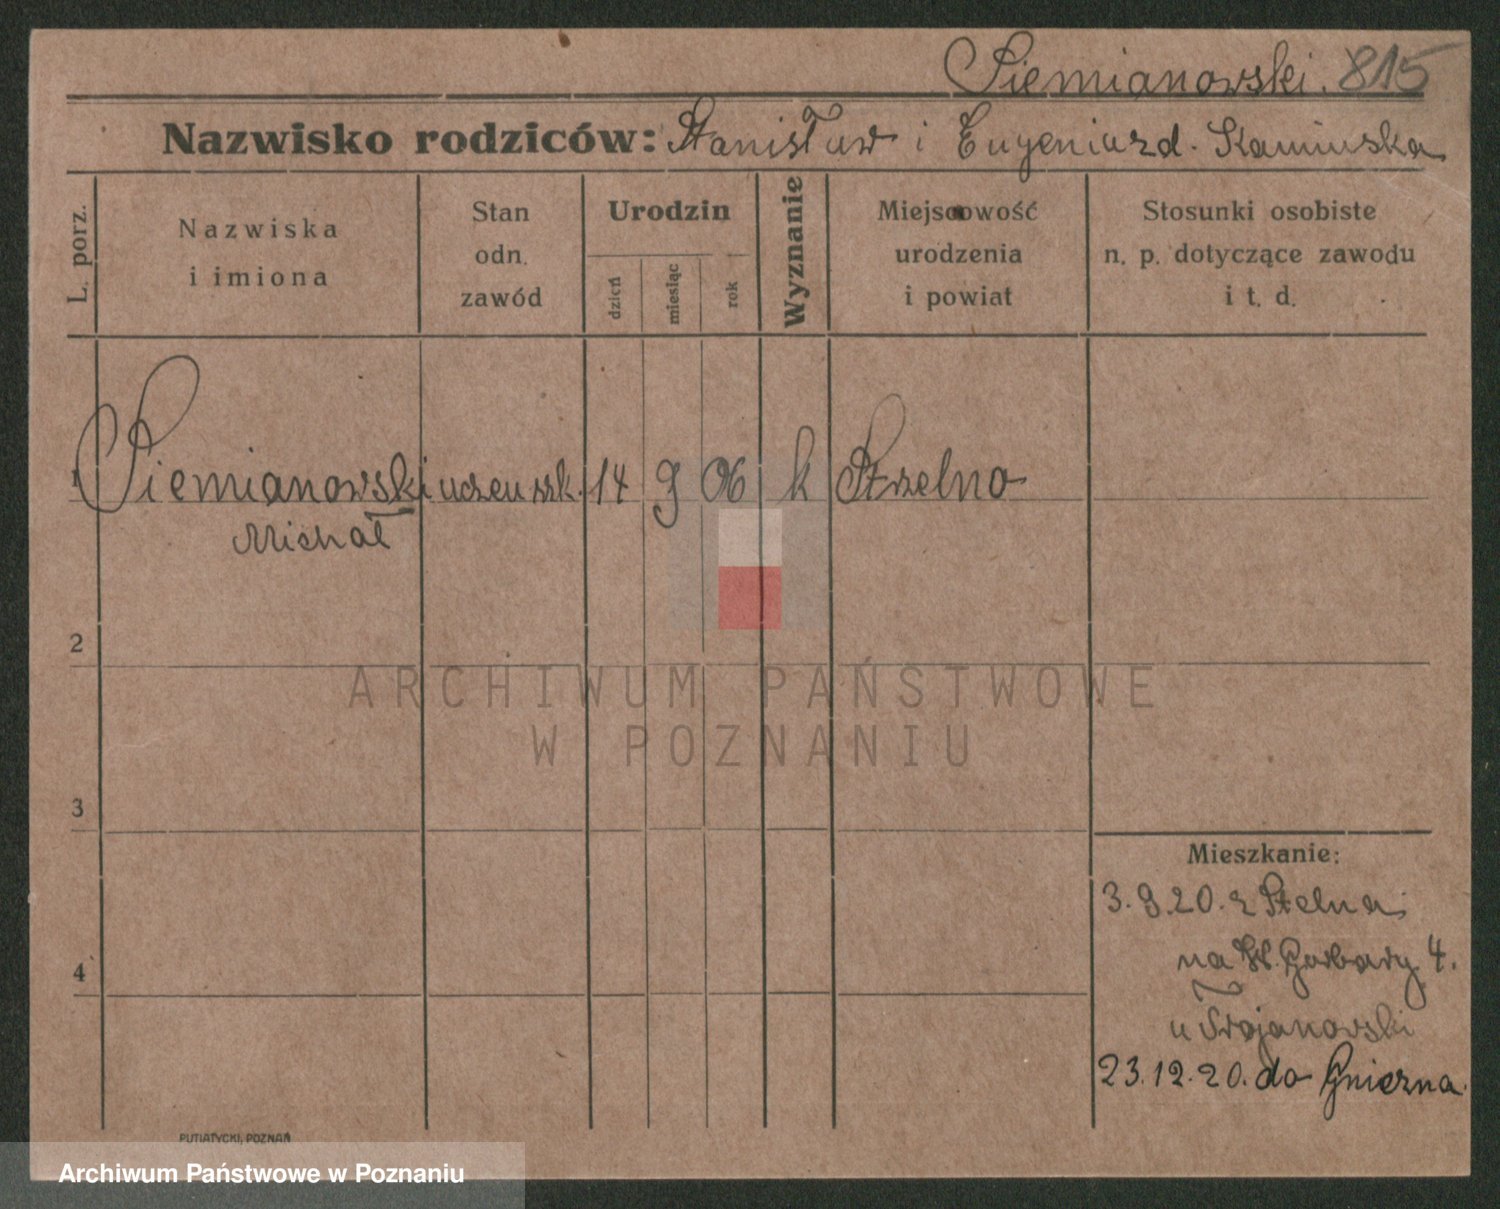 Siemianowski. 815
Nazwisko rodziców: Stanisław i Eugenia zd. Kamińska
L. porz.
Nazwiska
i imiona
Stan
odn.
zawód
Urodzin
dzień
miesiąc
rok
Wyznanie
Miejscowość
urodzenia
i powiat
Stosunki osobiste
n. p. dotyczące zawodu
i t. d.
1 Siemianowski uczeń szk. 14 9 06 k Strzelno
Michał
2
ARCHIWUM PAŃSTWOWE
W POZNANIU
3
Mieszkanie:
3.9.20. z Stelna
na W. Garbary 4.
4
u Trojanowski
23.12.20. do Gniezna.
PUTIATYCKI, POZNAŃ
Archiwum Państwowe w Poznaniu